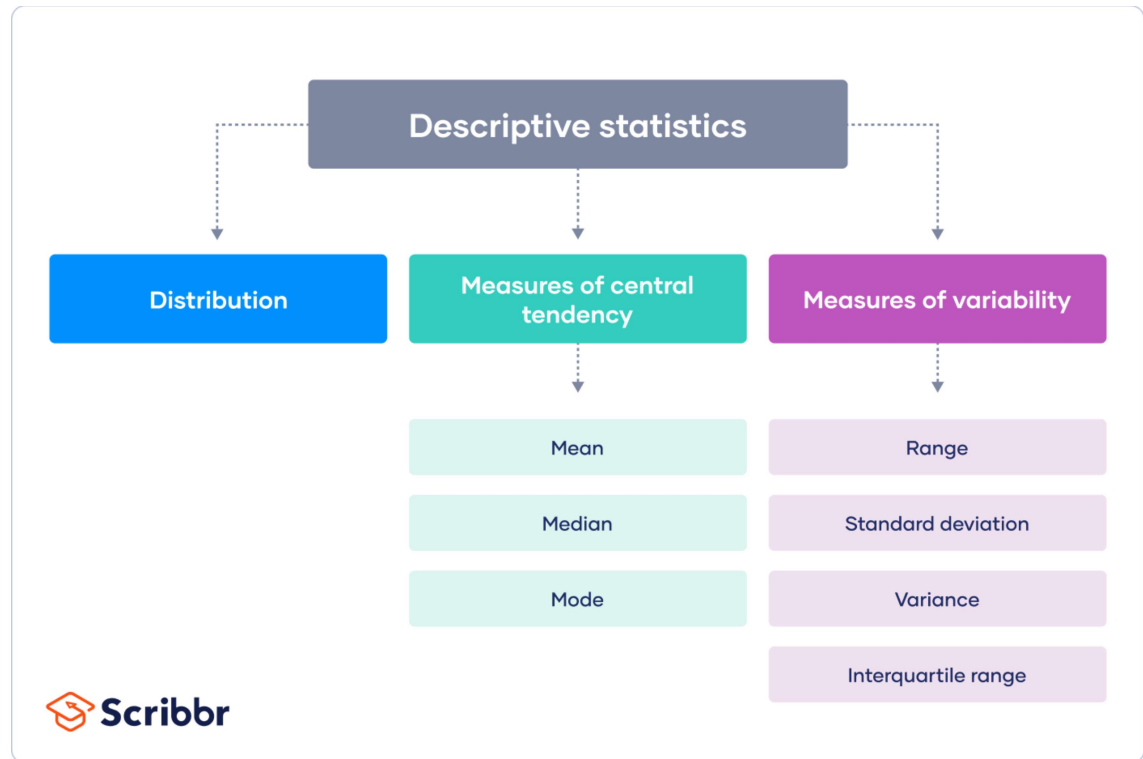 Descriptive statistics
Distribution
Measures of central
tendency
Measures of variability
Mean
Median
Mode
Range
Standard deviation
Variance
Interquartile range
Scribbr